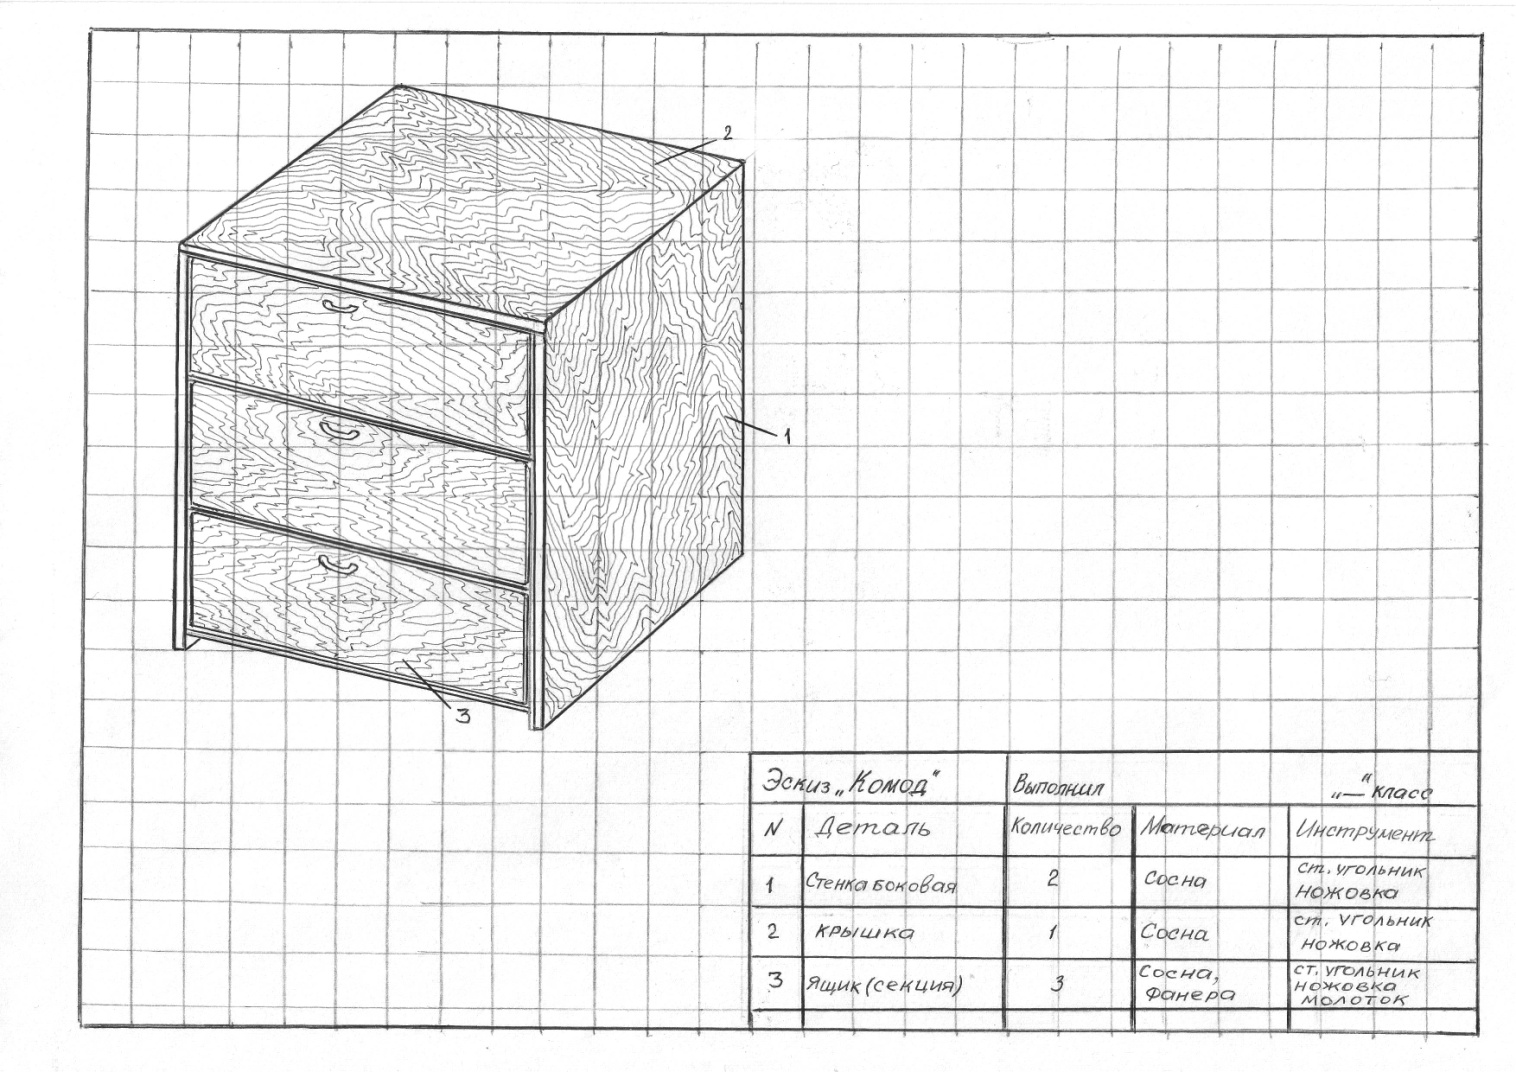 2
1
3
Эскиз „Комод“ Выполнил „—“ класс
N Деталь Количество Материал Инструмент
1 Стенка боковая 2 Сосна ст. угольник
ножовка
2 крышка 1 Сосна ст. угольник
ножовка
3 Ящик (секция) 3 Сосна, ст. угольник
фанера ножовка
молоток